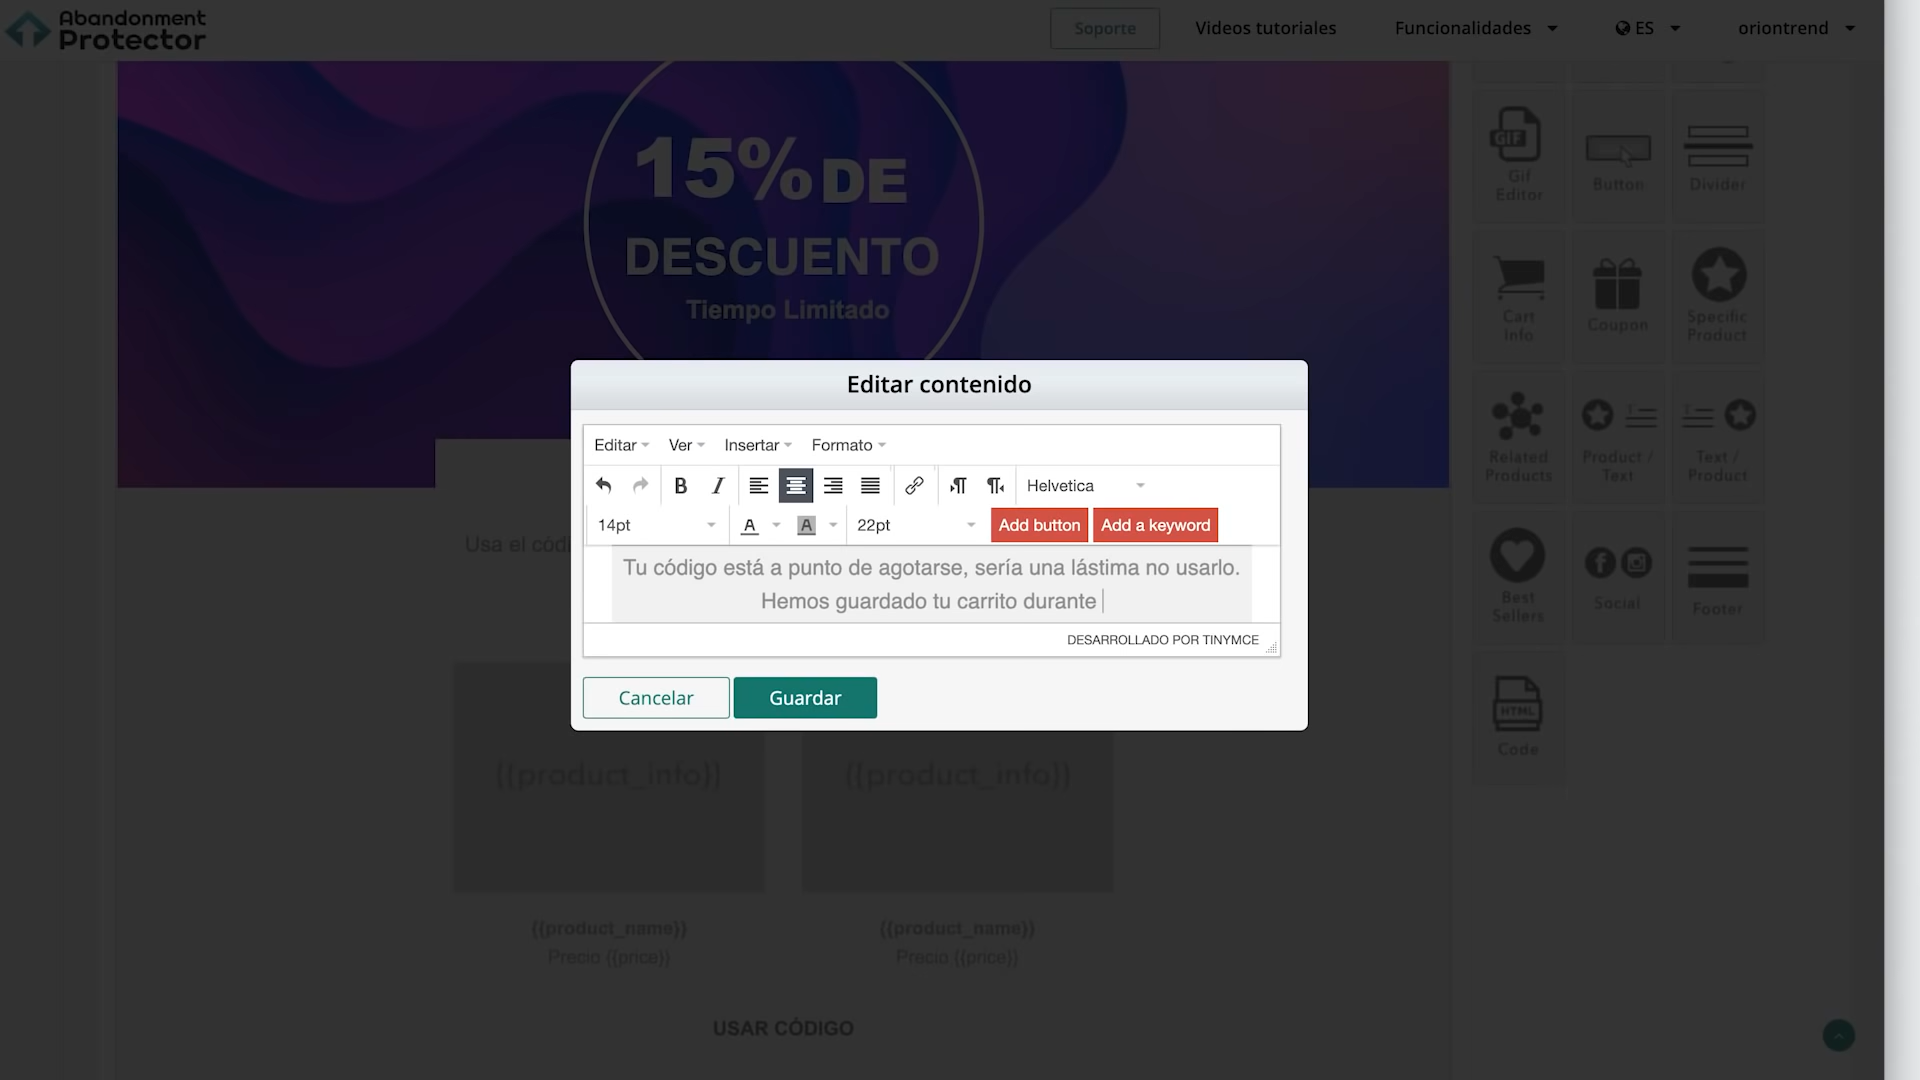 Abandonment
Protector
Soporte
Videos tutoriales
Funcionalidades
ES
oriontrend
15% DE
DESCUENTO
Tiempo Limitado
GIF
Gif
Editor
Button
Divider
Cart
Info
Coupon
Specific
Product
Related
Products
Product /
Text
Text /
Product
Best
Sellers
Social
Footer
HTML
Code
Editar contenido
Editar
Ver
Insertar
Formato
Helvetica
14pt
22pt
Add button
Add a keyword
Usa el códi
Tu código está a punto de agotarse, sería una lástima no usarlo.
Hemos guardado tu carrito durante
DESARROLLADO POR TINYMCE
Cancelar
Guardar
{{product_info}}
{{product_info}}
{{product_name}}
Precio {{price}}
{{product_name}}
Precio {{price}}
USAR CÓDIGO